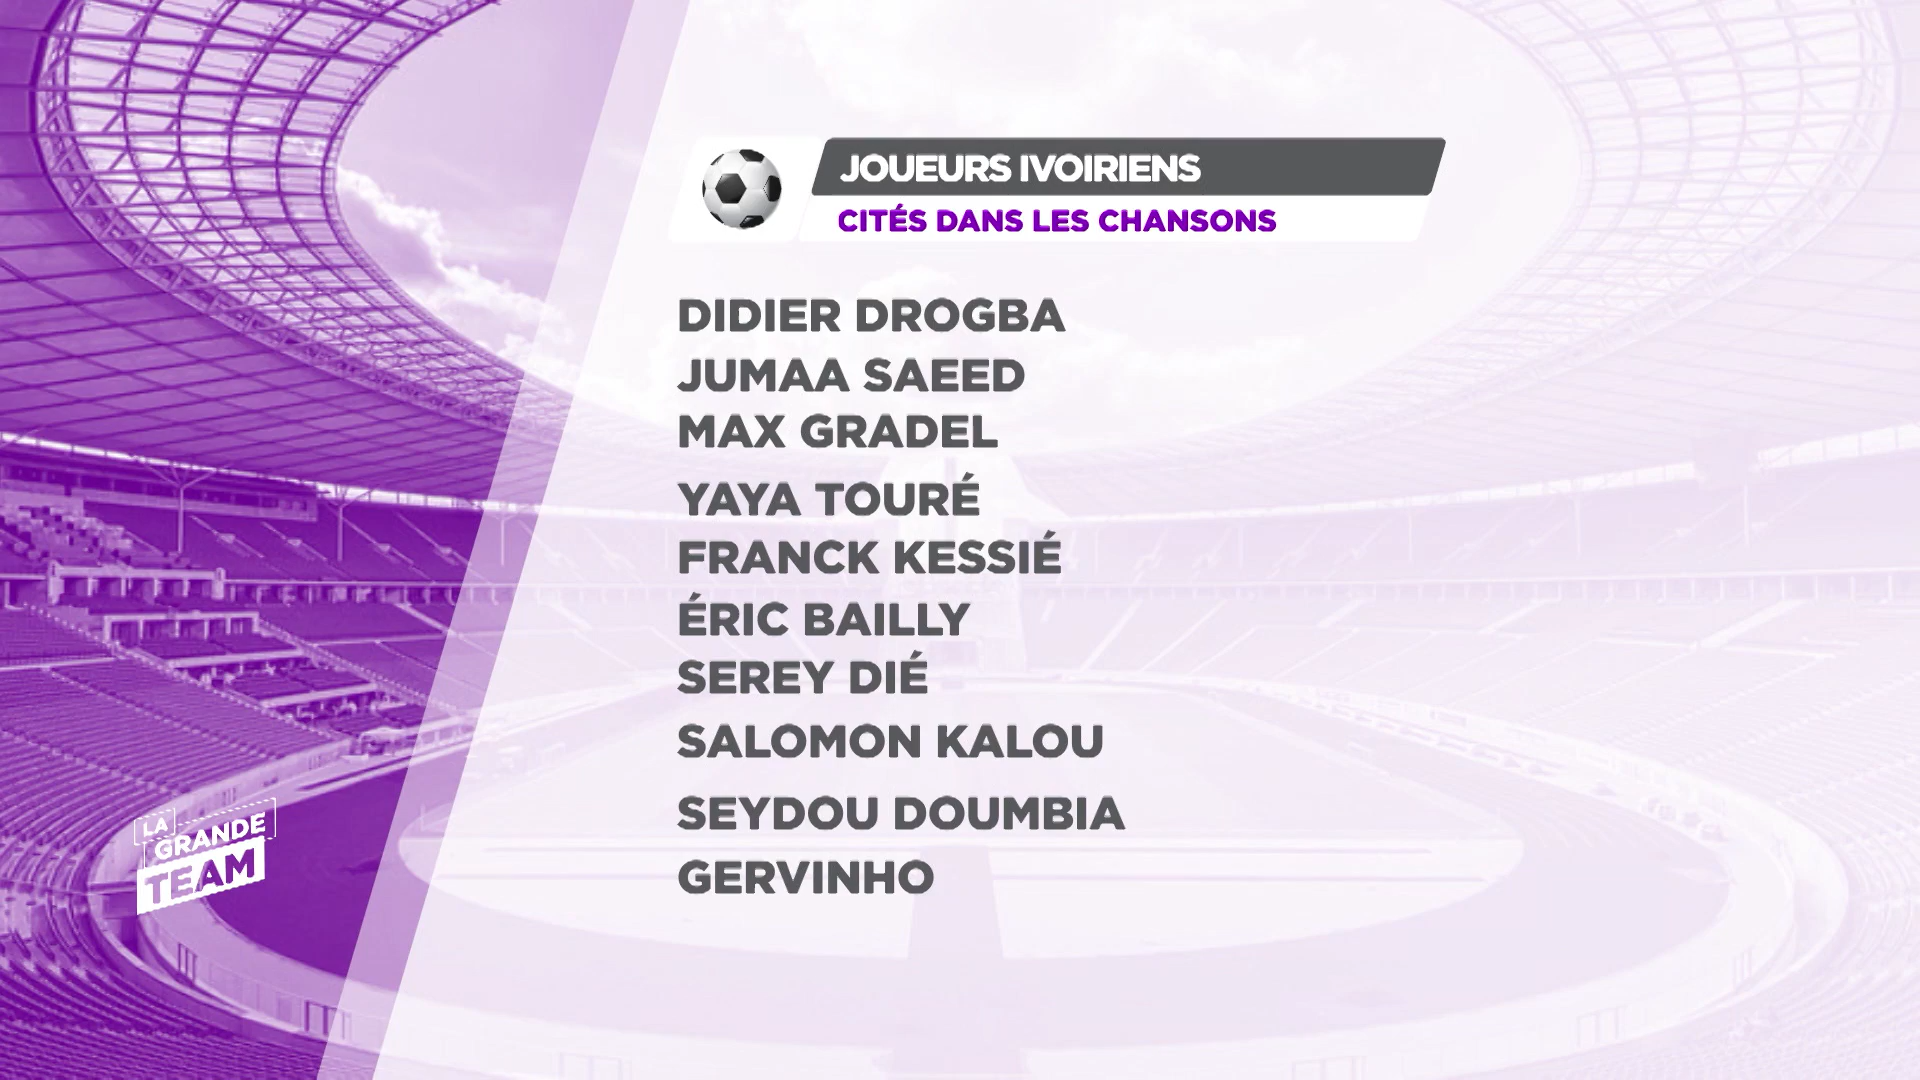 JOUEURS IVOIRIENS
CITÉS DANS LES CHANSONS
DIDIER DROGBA
JUMAA SAEED
MAX GRADEL
YAYA TOURÉ
FRANCK KESSIÉ
ÉRIC BAILLY
SEREY DIÉ
SALOMON KALOU
SEYDOU DOUMBIA
GERVINHO
LA
GRANDE
TEAM